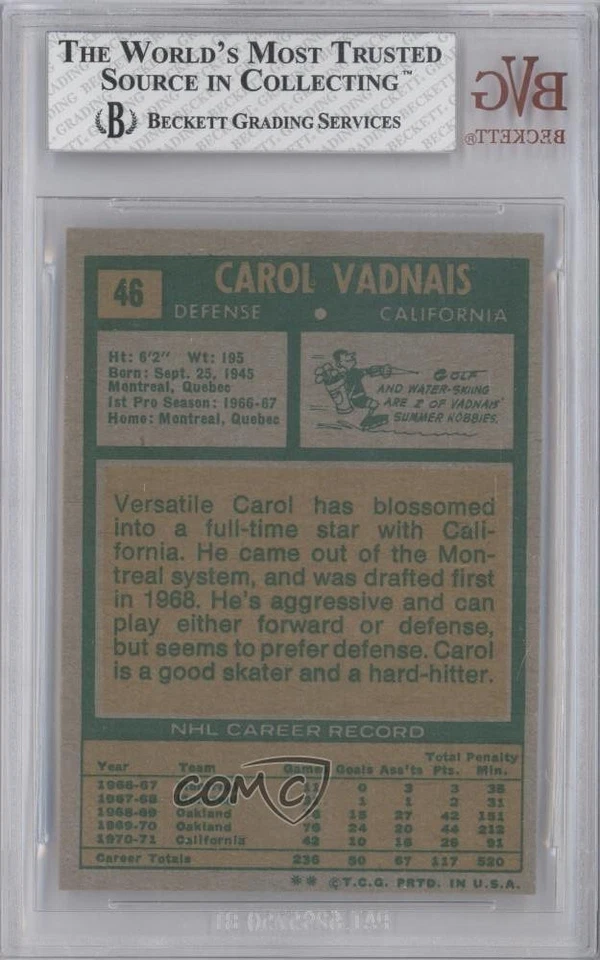 THE WORLD'S MOST TRUSTED
SOURCE IN COLLECTING™
B BECKETT GRADING SERVICES
BVG
BECKETT®
46
CAROL VADNAIS
DEFENSE • CALIFORNIA
Ht: 6'2" Wt: 195
Born: Sept. 25, 1945
Montreal, Quebec
1st Pro Season: 1966-67
Home: Montreal, Quebec
GOLF
AND WATER-SKIING
ARE 2 OF VADNAIS'
SUMMER HOBBIES.
Versatile Carol has blossomed
into a full-time star with Cali-
fornia. He came out of the Mon-
treal system, and was drafted first
in 1968. He's aggressive and can
play either forward or defense,
but seems to prefer defense. Carol
is a good skater and a hard-hitter.
NHL CAREER RECORD
Total Penalty
Year Team Games Goals Ass'ts Pts. Min.
1966-67 11 0 3 3 35
1967-68 1 1 2 31
1968-69 Oakland 76 15 27 42 151
1969-70 Oakland 76 24 20 44 212
1970-71 California 42 10 16 26 91
Career Totals 236 50 67 117 520
** ©T.C.G. PRTD. IN U.S.A.
COMC